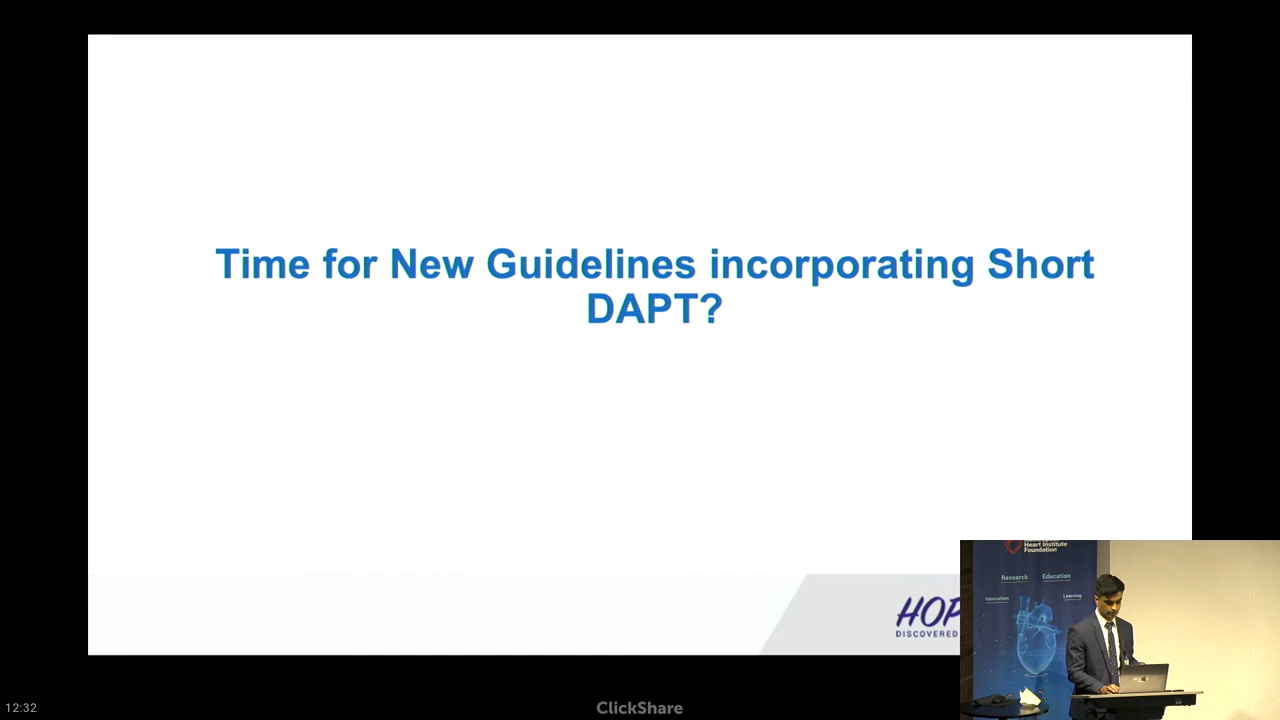 Time for New Guidelines incorporating Short
DAPT?
HOP
DISCOVERED
Heart Institute
Foundation
Research
Education
Innovation
Learning
12:32
ClickShare